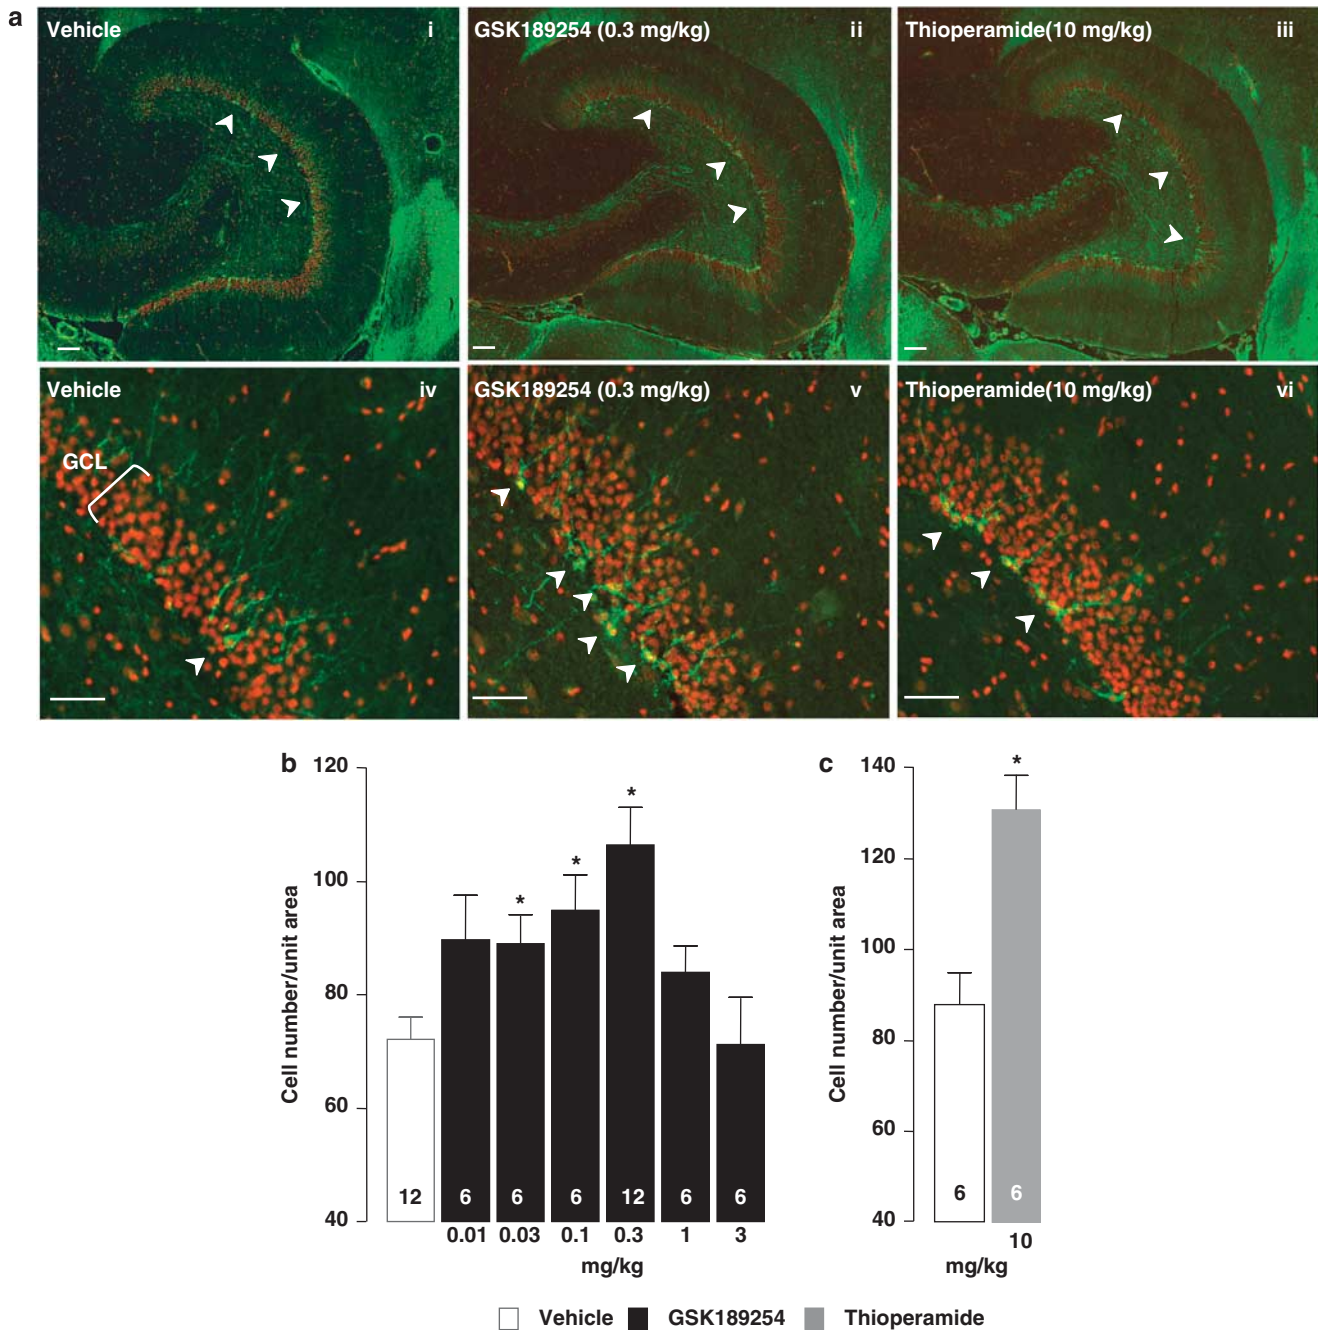 a
Vehicle
i
GSK189254 (0.3 mg/kg)
ii
Thioperamide(10 mg/kg)
iii
Vehicle
iv
GSK189254 (0.3 mg/kg)
v
Thioperamide(10 mg/kg)
vi
GCL
b
120
100
80
60
40
Cell number/unit area
*
*
*
12
6
6
6
12
6
6
0.01
0.03
0.1
0.3
1
3
mg/kg
c
140
120
100
80
60
40
Cell number/unit area
*
6
6
10
mg/kg
Vehicle
GSK189254
Thioperamide